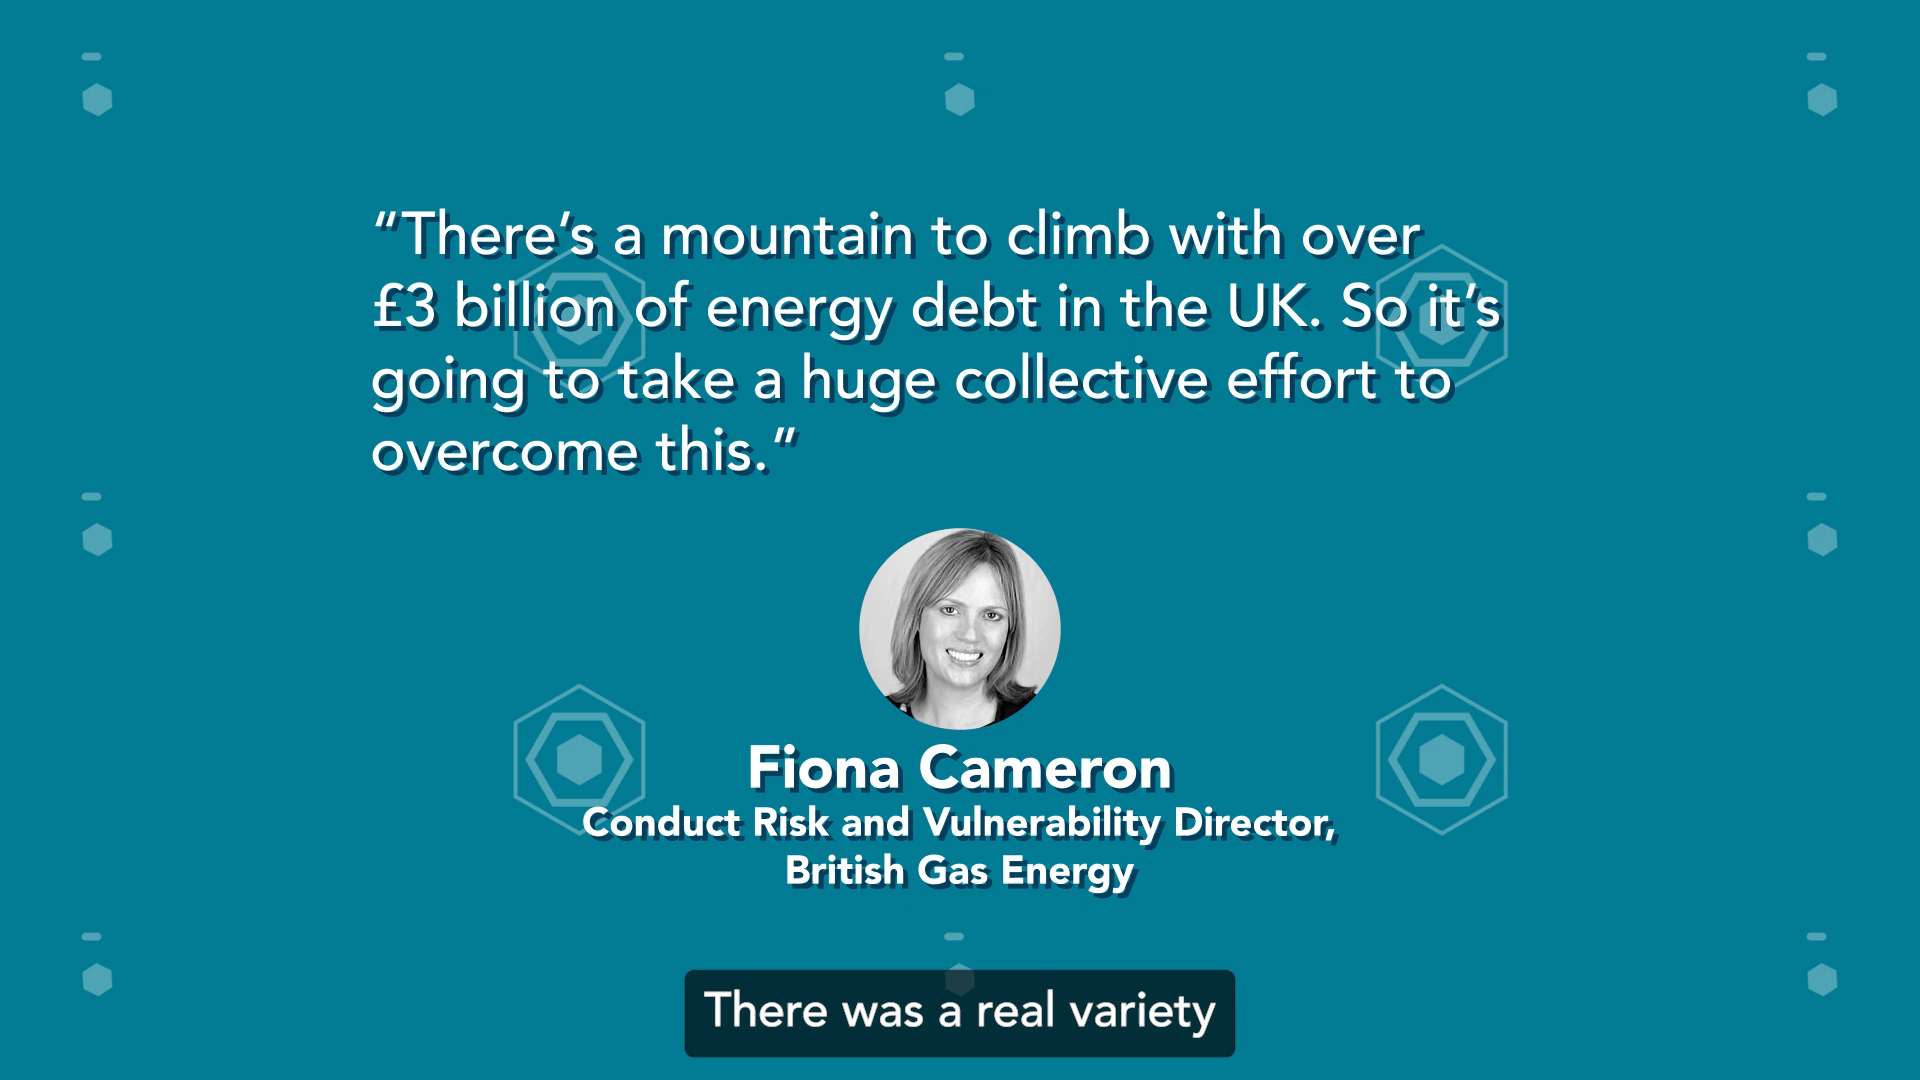 “There’s a mountain to climb with over
£3 billion of energy debt in the UK. So it’s
going to take a huge collective effort to
overcome this.”
Fiona Cameron
Conduct Risk and Vulnerability Director,
British Gas Energy
There was a real variety